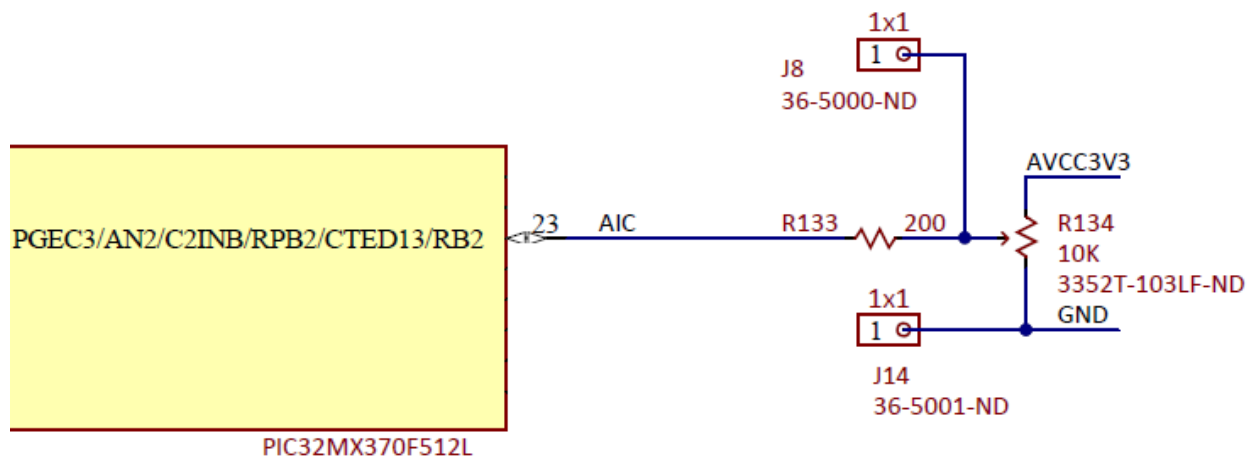 1x1
1
J8
36-5000-ND
AVCC3V3
PGEC3/AN2/C2INB/RPB2/CTED13/RB2
23
AIC
R133
200
R134
10K
3352T-103LF-ND
1x1
1
GND
J14
36-5001-ND
PIC32MX370F512L